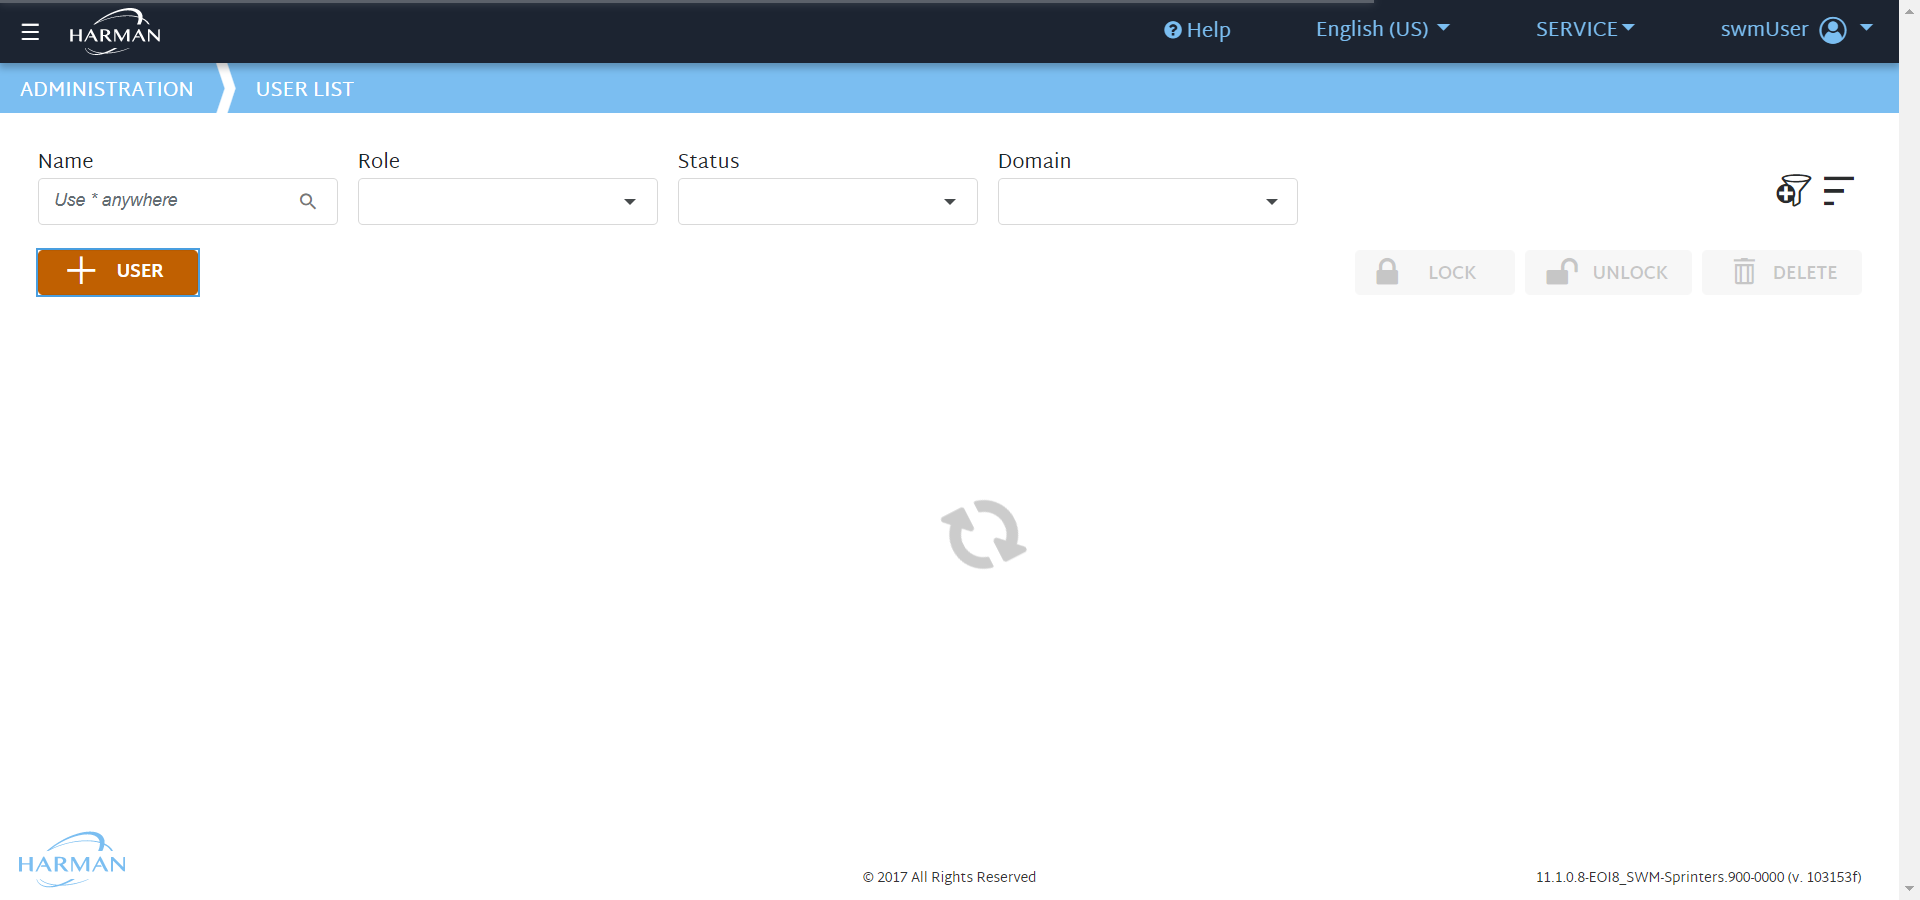 HARMAN
Help
English (US)
SERVICE
swmUser
ADMINISTRATION
USER LIST
Name
Role
Status
Domain
Use * anywhere
USER
LOCK
UNLOCK
DELETE
HARMAN
© 2017 All Rights Reserved
11.1.0.8-EOI8_SWM-Sprinters.900-0000 (v. 103153f)